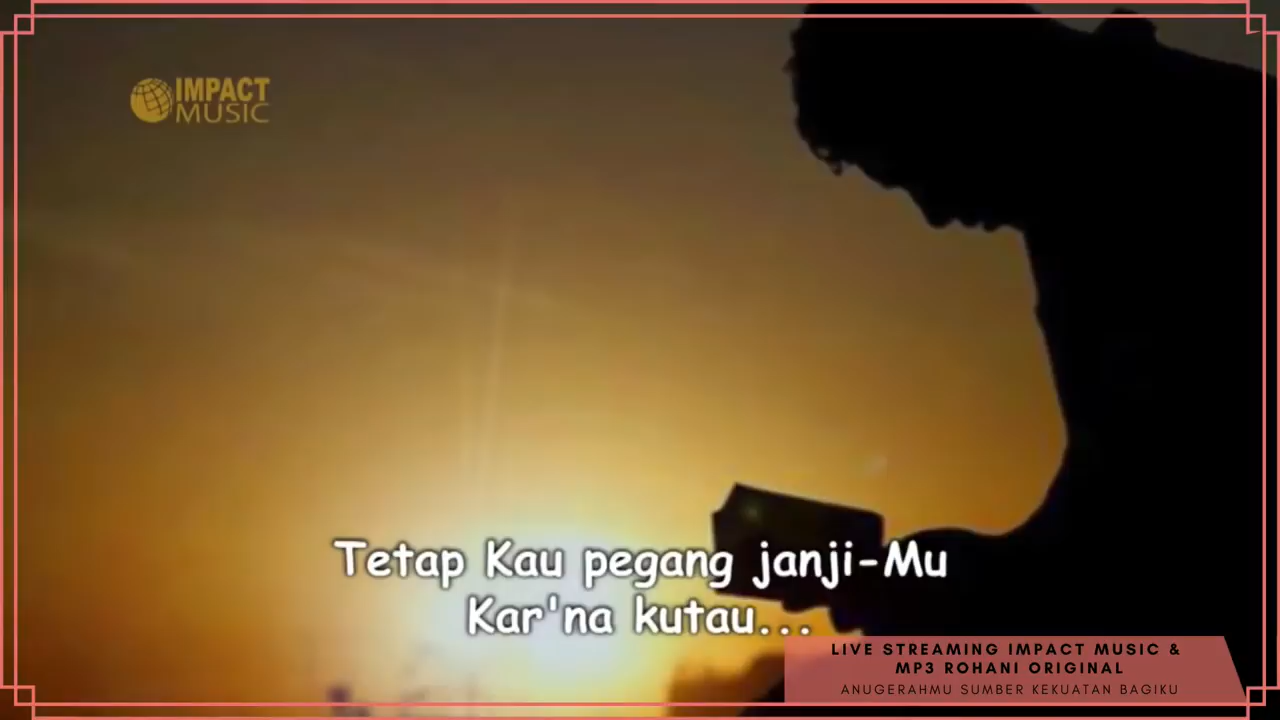 IMPACT
MUSIC
Tetap Kau pegang janji-Mu
Kar'na kutau...
LIVE STREAMING IMPACT MUSIC &
MP3 ROHANI ORIGINAL
ANUGERAHMU SUMBER KEKUATAN BAGIKU